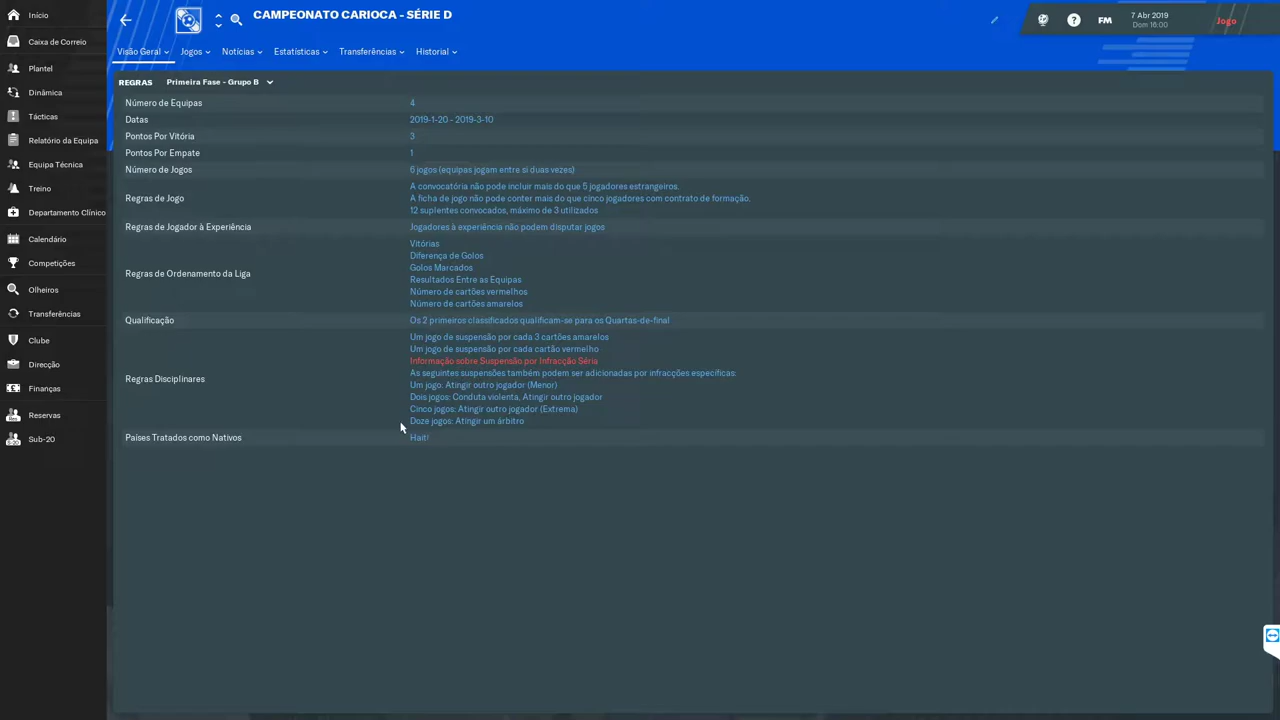 Início
Caixa de Correio
Plantel
Dinâmica
Tácticas
Relatório da Equipa
Equipa Técnica
Treino
Departamento Clínico
Calendário
Competições
Olheiros
Transferências
Clube
Direcção
Finanças
Reservas
Sub-20
CAMPEONATO CARIOCA - SÉRIE D
? FM 7 Abr 2019
Dom 16:00
Jogo
Visão Geral Jogos Notícias Estatísticas Transferências Historial
REGRAS Primeira Fase - Grupo B
Número de Equipas 4
Datas 2019-1-20 - 2019-3-10
Pontos Por Vitória 3
Pontos Por Empate 1
Número de Jogos 6 jogos (equipas jogam entre si duas vezes)
Regras de Jogo
A convocatória não pode incluir mais do que 5 jogadores estrangeiros.
A ficha de jogo não pode conter mais do que cinco jogadores com contrato de formação.
12 suplentes convocados, máximo de 3 utilizados
Regras de Jogador à Experiência Jogadores à experiência não podem disputar jogos
Regras de Ordenamento da Liga
Vitórias
Diferença de Golos
Golos Marcados
Resultados Entre as Equipas
Número de cartões vermelhos
Número de cartões amarelos
Qualificação Os 2 primeiros classificados qualificam-se para os Quartas-de-final
Regras Disciplinares
Um jogo de suspensão por cada 3 cartões amarelos
Um jogo de suspensão por cada cartão vermelho
Informação sobre Suspensão por Infracção Séria
As seguintes suspensões também podem ser adicionadas por infracções específicas:
Um jogo: Atingir outro jogador (Menor)
Dois jogos: Conduta violenta, Atingir outro jogador
Cinco jogos: Atingir outro jogador (Extrema)
Doze jogos: Atingir um árbitro
Países Tratados como Nativos Haiti